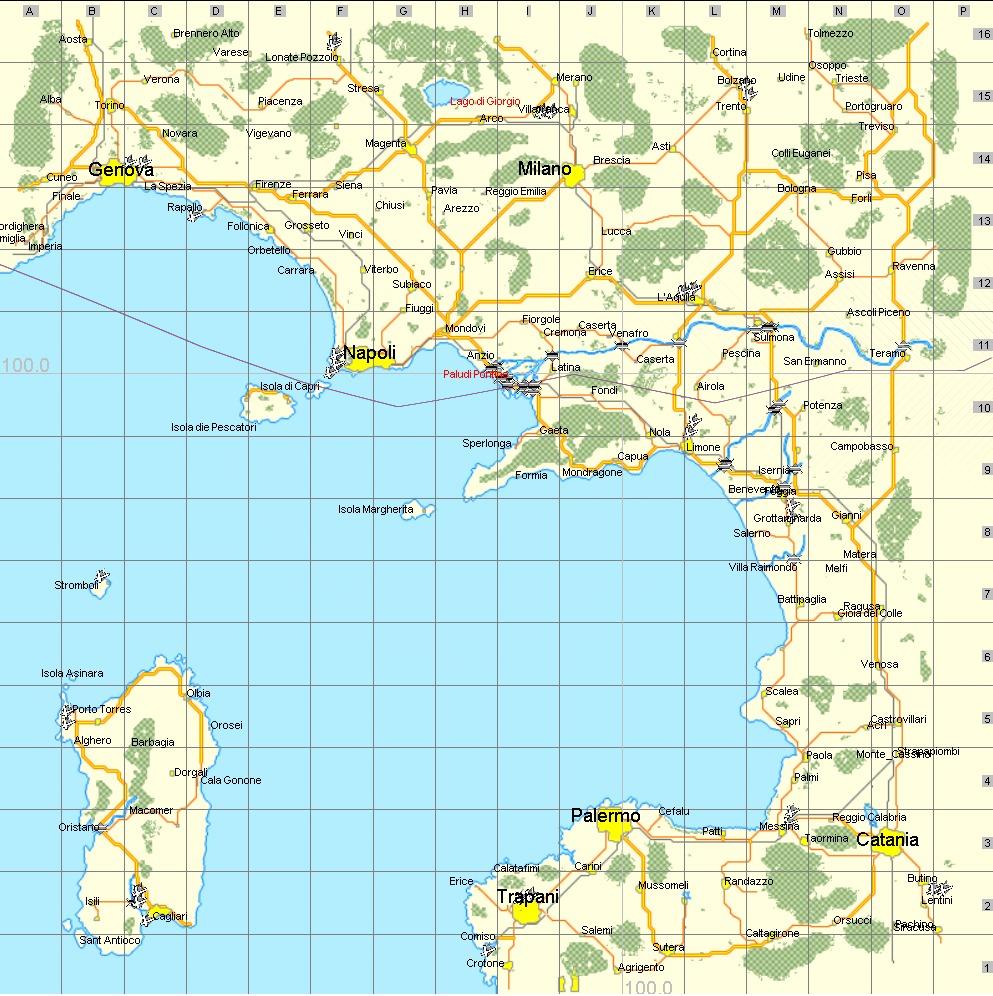 A B C D E F G H I J K L M N O P
16
Aosta
Brennero Alto
Varese
Lonate Pozzolo
Cortina
Tolmezzo
Osoppo
Verona
Stresa
Merano
Bolzano
Udine
Trieste
15
Alba
Torino
Piacenza
Lago di Giorgio
Arco
Villafranca
Trento
Portogruaro
Treviso
Novara
Vigevano
Magenta
Asti
Colli Euganei
14
Genova
Milano
Brescia
Cuneo
La Spezia
Firenze
Siena
Pavia
Reggio Emilia
Bologna
Pisa
Finale
Ferrara
Forli
Rapallo
Chiusi
Arezzo
13
ordighera
miglia
Imperia
Follonica
Grosseto
Vinci
Lucca
Orbetello
Gubbio
Carrara
Viterbo
Erice
Assisi
Ravenna
12
Subiaco
L'Aquila
Fiuggi
Fiorgole
Ascoli Piceno
Mondovi
Cremona
Caserta
Venafro
Sulmona
11
Napoli
Anzio
Caserta
Pescina
San Ermanno
Teramo
100.0
Latina
Paludi Pontine
Isola di Capri
Fondi
Airola
10
Potenza
Isola die Pescatori
Gaeta
Nola
Sperlonga
Limone
Campobasso
Capua
9
Formia
Mondragone
Isernia
Benevento
Foggia
Isola Margherita
Grottaminarda
Gianni
8
Salerno
Matera
Villa Raimondo
Melfi
Stromboli
7
Battipaglia
Ragusa
Gioia del Colle
6
Isola Asinara
Venosa
Olbia
Scalea
Porto Torres
Orosei
Sapri
Castrovillari
Acri
5
Alghero
Barbagia
Paola
Monte_Cassino
Strapapiombi
Dorgali
Cala Gonone
Palmi
4
Macomer
Palermo
Cefalu
Reggio Calabria
Oristano
Patti
Messina
Taormina
Catania
3
Calatafimi
Carini
Erice
Mussomeli
Randazzo
Butino
Isili
Trapani
Lentini
2
Cagliari
Orsucci
Pachino
Siracusa
Sant Antioco
Comiso
Salemi
Caltagirone
Sutera
Crotone
Agrigento
1
100.0